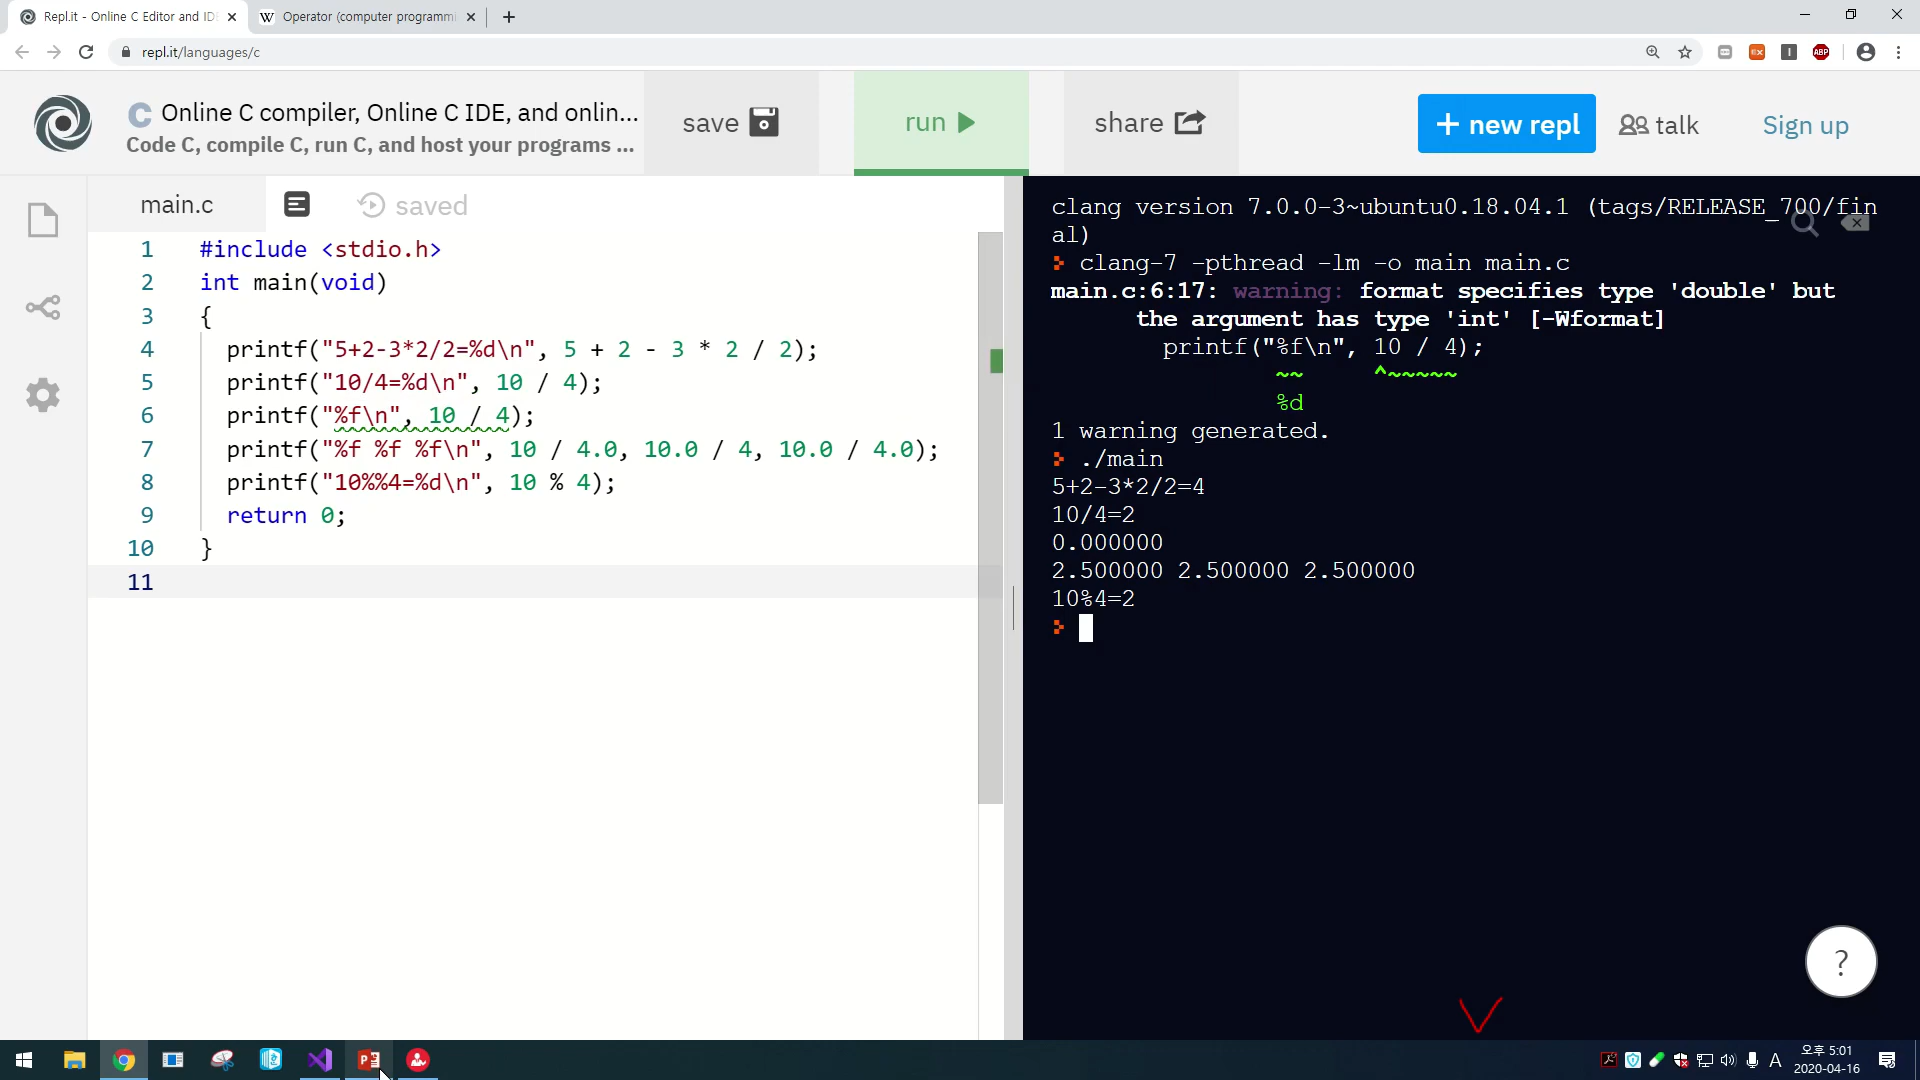 Repl.it - Online C Editor and IDE
Operator (computer programmi
repl.it/languages/c
ABP
C Online C compiler, Online C IDE, and onlin...
Code C, compile C, run C, and host your programs ...
save
run
share
+ new repl
talk
Sign up
main.c
saved
1 #include <stdio.h>
2 int main(void)
3 {
4 printf("5+2-3*2/2=%d\n", 5 + 2 - 3 * 2 / 2);
5 printf("10/4=%d\n", 10 / 4);
6 printf("%f\n", 10 / 4);
7 printf("%f %f %f\n", 10 / 4.0, 10.0 / 4, 10.0 / 4.0);
8 printf("10%%4=%d\n", 10 % 4);
9 return 0;
10 }
11
clang version 7.0.0-3~ubuntu0.18.04.1 (tags/RELEASE_700/fin
al)
clang-7 -pthread -lm -o main main.c
main.c:6:17: warning: format specifies type 'double' but
the argument has type 'int' [-Wformat]
printf("%f\n", 10 / 4);
~~ ^~~~~~
%d
1 warning generated.
./main
5+2-3*2/2=4
10/4=2
0.000000
2.500000 2.500000 2.500000
10%4=2
?
A
오후 5:01
2020-04-16